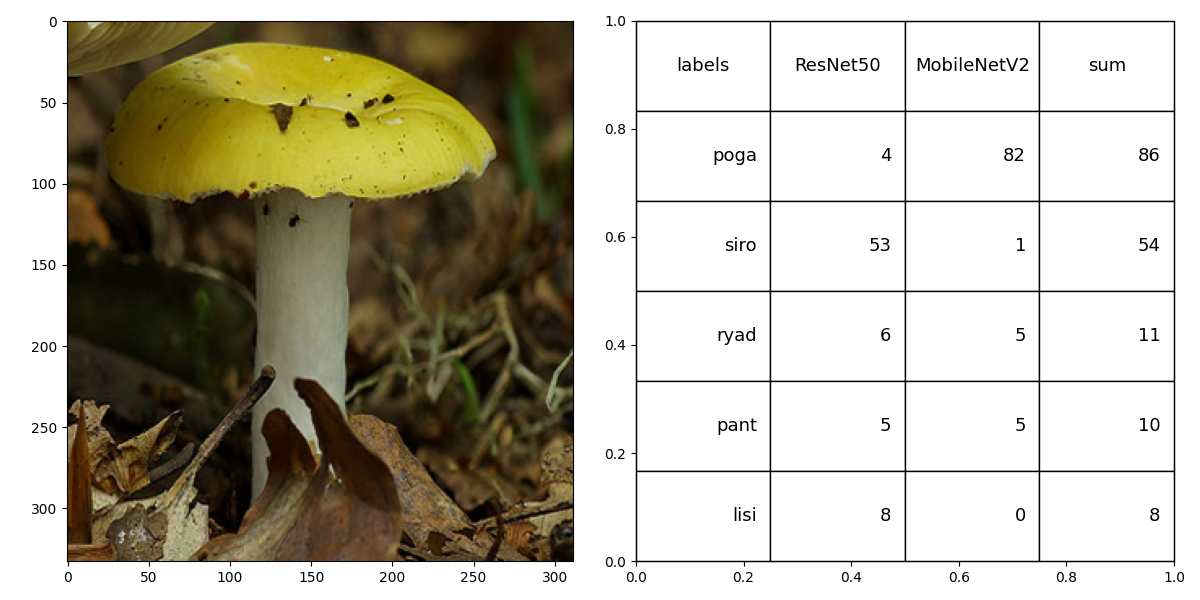 0
50
100
150
200
250
300
0 50 100 150 200 250 300
1.0
0.8
0.6
0.4
0.2
0.0
0.0 0.2 0.4 0.6 0.8 1.0
labels ResNet50 MobileNetV2 sum
poga 4 82 86
siro 53 1 54
ryad 6 5 11
pant 5 5 10
lisi 8 0 8